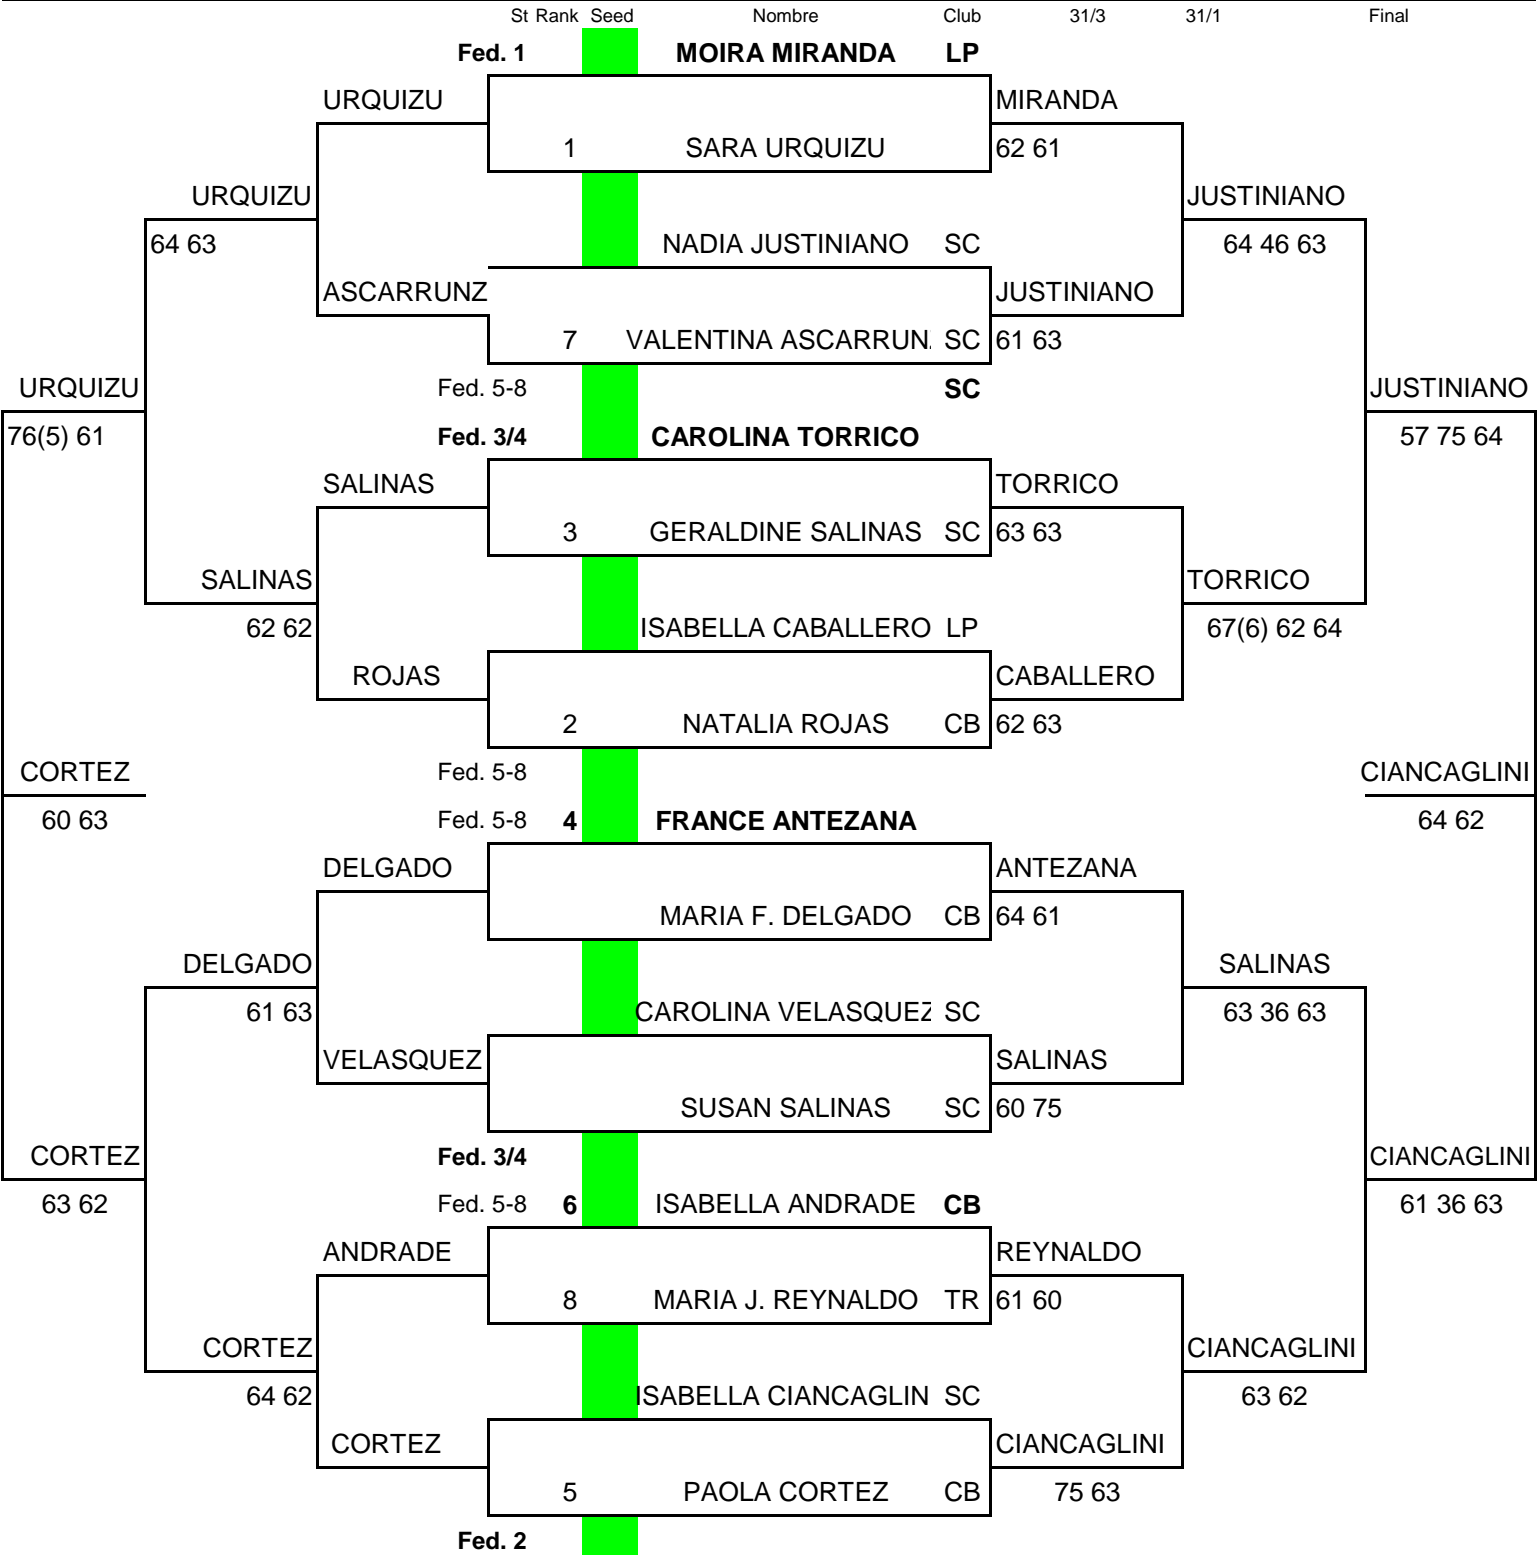 St Rank Seed Nombre Club 31/3 31/1 Final
Fed. 1 MOIRA MIRANDA LP
URQUIZU MIRANDA
1 SARA URQUIZU 62 61
URQUIZU JUSTINIANO
64 63 NADIA JUSTINIANO SC 64 46 63
ASCARRUNZ JUSTINIANO
7 VALENTINA ASCARRUN. SC 61 63
URQUIZU Fed. 5-8 SC JUSTINIANO
76(5) 61 Fed. 3/4 CAROLINA TORRICO 57 75 64
SALINAS TORRICO
3 GERALDINE SALINAS SC 63 63
SALINAS TORRICO
62 62 ISABELLA CABALLERO LP 67(6) 62 64
ROJAS CABALLERO
2 NATALIA ROJAS CB 62 63
CORTEZ Fed. 5-8 CIANCAGLINI
60 63 Fed. 5-8 4 FRANCE ANTEZANA 64 62
DELGADO ANTEZANA
MARIA F. DELGADO CB 64 61
DELGADO SALINAS
61 63 CAROLINA VELASQUEZ SC 63 36 63
VELASQUEZ SALINAS
SUSAN SALINAS SC 60 75
CORTEZ Fed. 3/4 CIANCAGLINI
63 62 Fed. 5-8 6 ISABELLA ANDRADE CB 61 36 63
ANDRADE REYNALDO
8 MARIA J. REYNALDO TR 61 60
CORTEZ CIANCAGLINI
64 62 ISABELLA CIANCAGLIN SC 63 62
CORTEZ CIANCAGLINI
5 PAOLA CORTEZ CB 75 63
Fed. 2